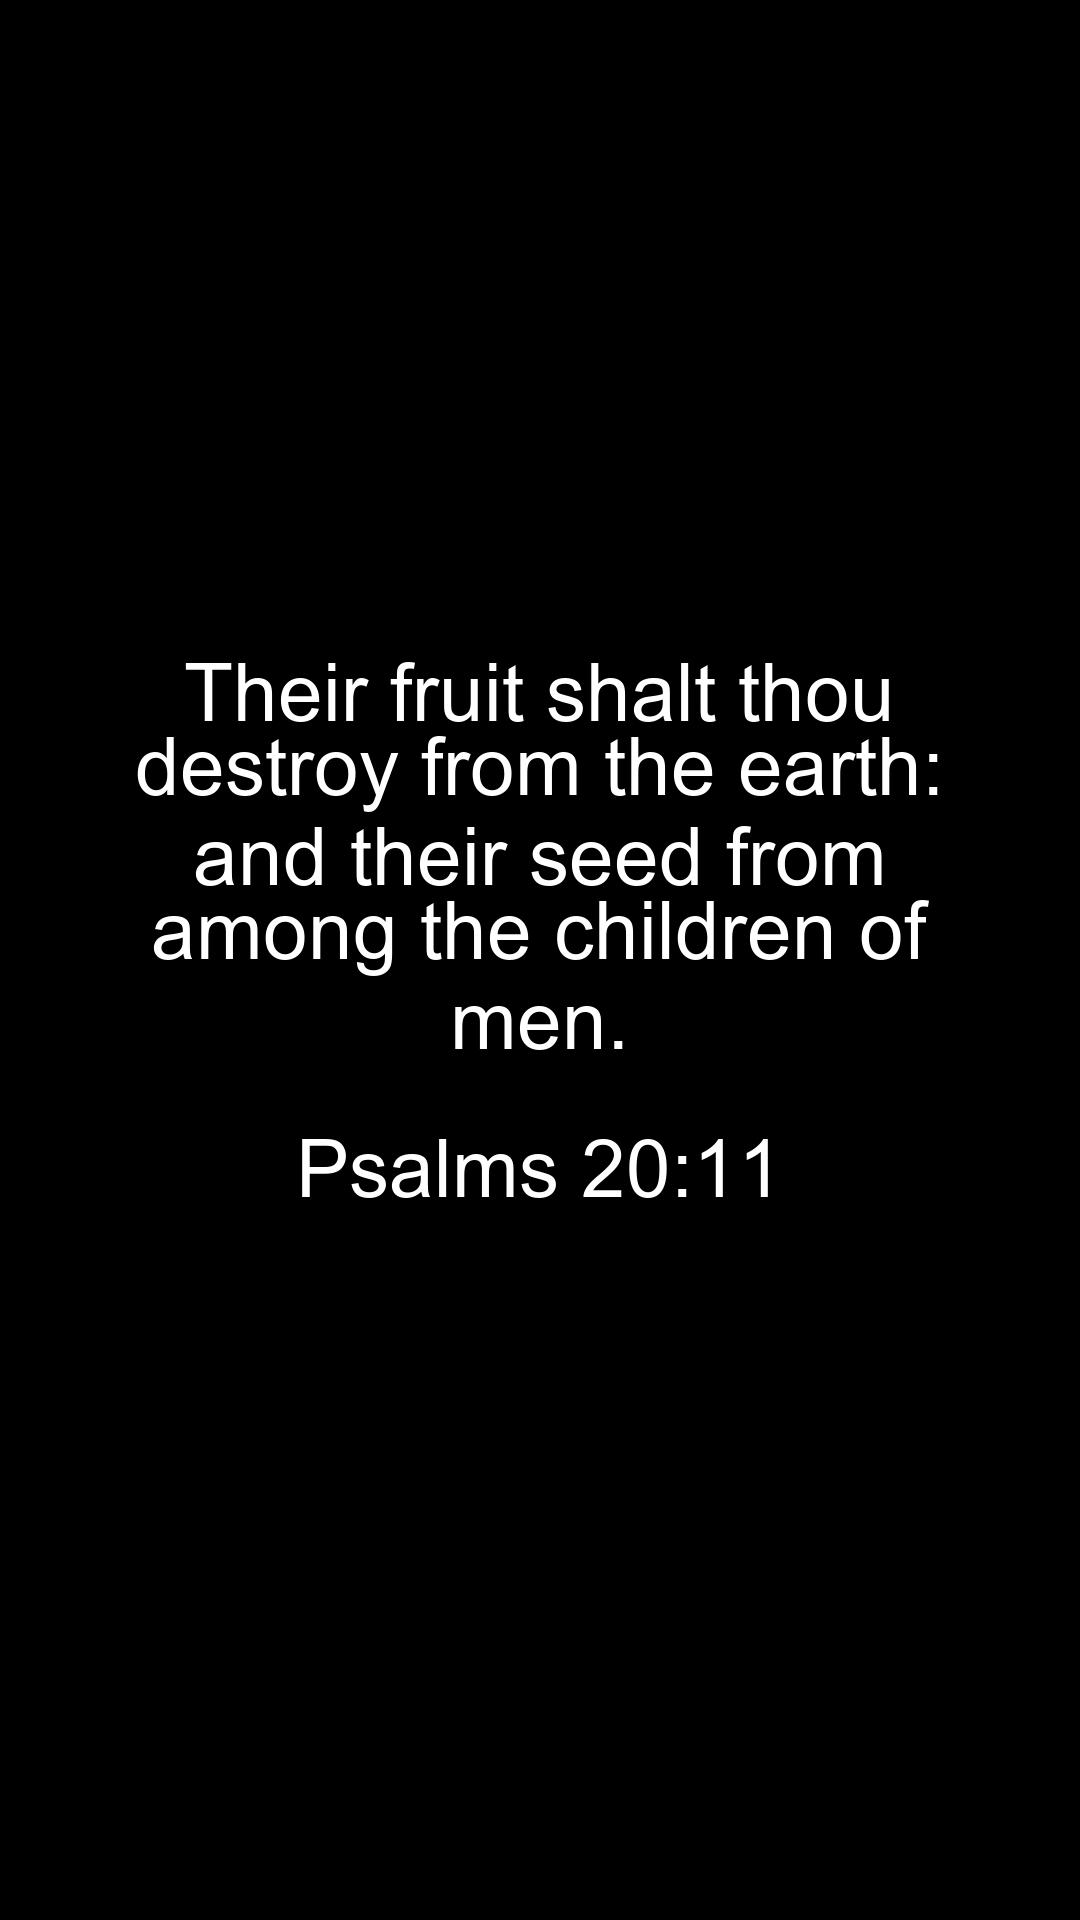 Their fruit shalt thou
destroy from the earth:
and their seed from
among the children of
men.
Psalms 20:11